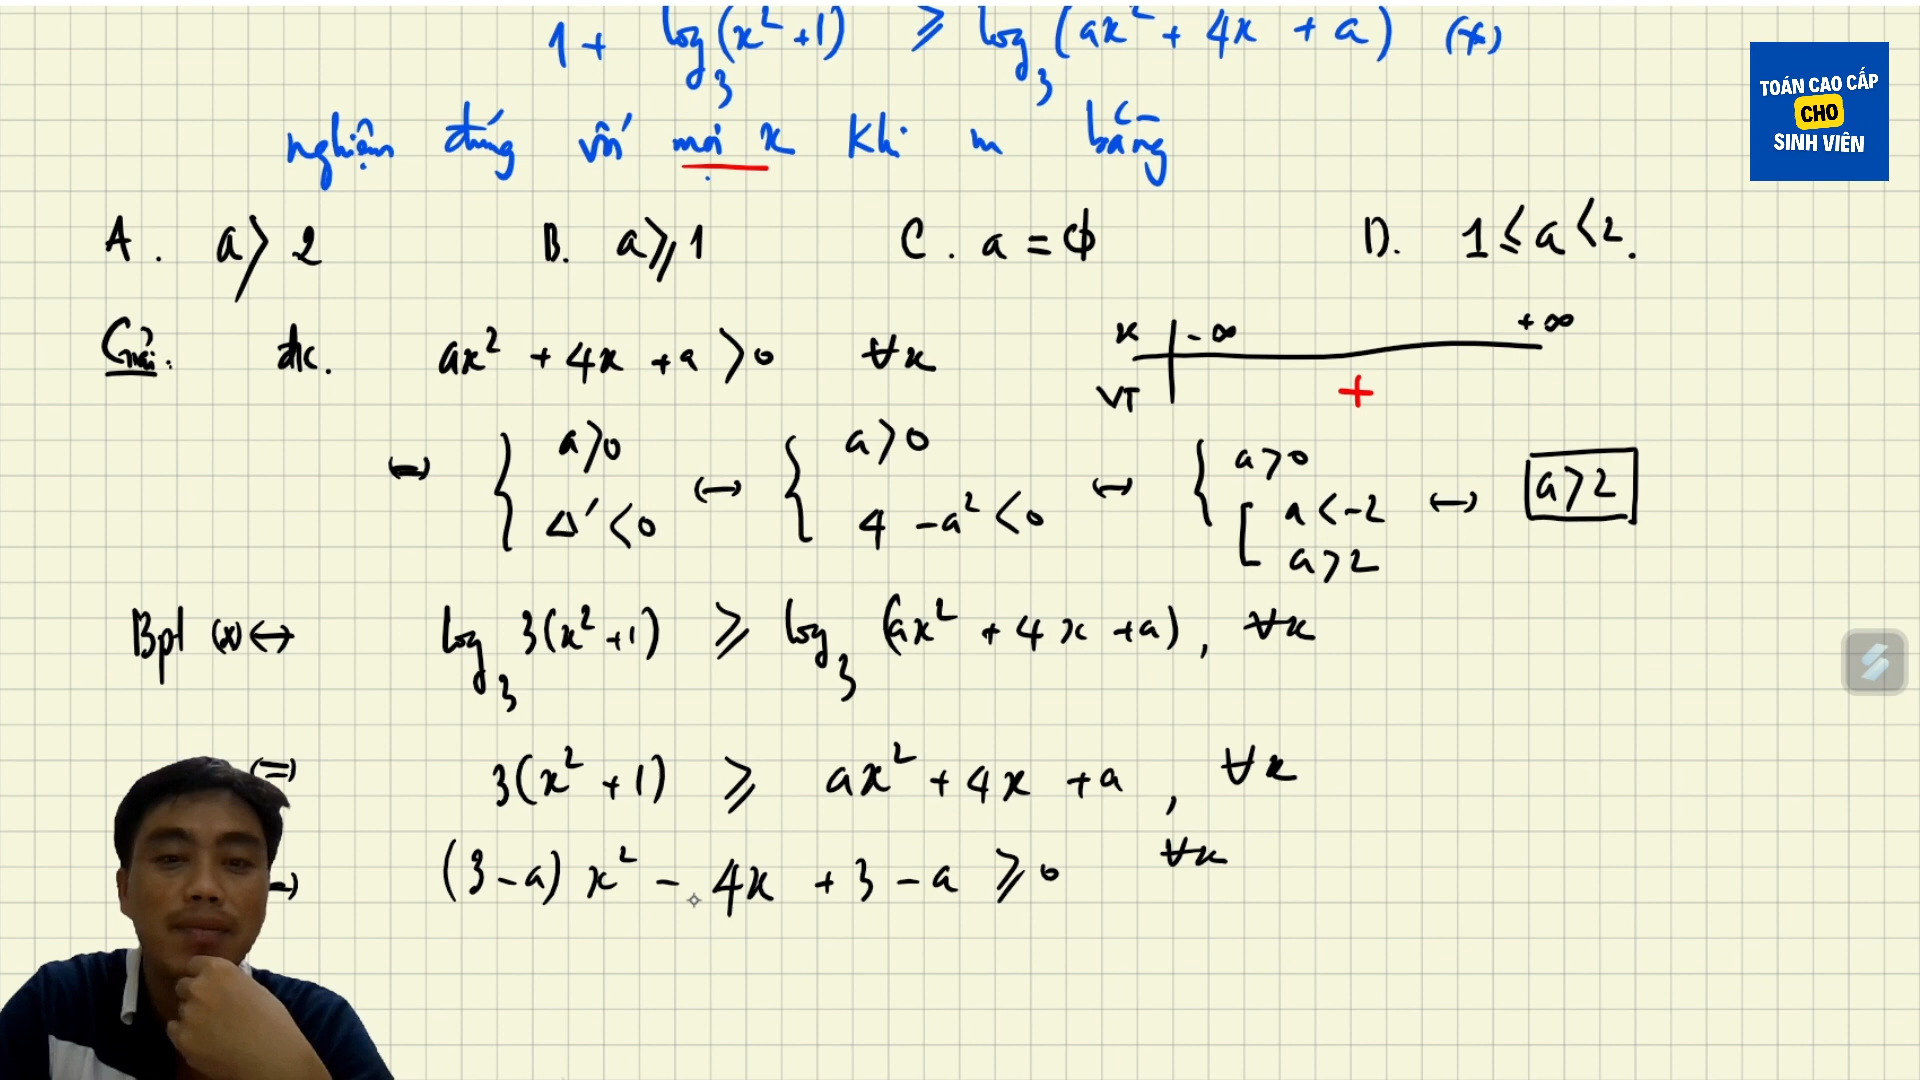 1 + log₃(x² + 1) ≥ log₃(ax² + 4x + a) (*)
nghiệm đúng với mọi x khi m bằng
A. a > 2 B. a ≥ 1 C. a = ϕ D. 1 ≤ a < 2.
Giải: đk. ax² + 4x + a > 0 ∀x
x | -∞ +∞
VT | +
↔ { a > 0 ; Δ' < 0 ↔ { a > 0 ; 4 - a² < 0 ↔ { a > 0 ; [ a < -2 ; a > 2 ↔ a > 2
Bpt (*) ↔ log₃ 3(x² + 1) ≥ log₃ (ax² + 4x + a), ∀x
(=) 3(x² + 1) ≥ ax² + 4x + a, ∀x
(3 - a) x² - 4x + 3 - a ≥ 0 ∀x
TOÁN CAO CẤP
CHO
SINH VIÊN